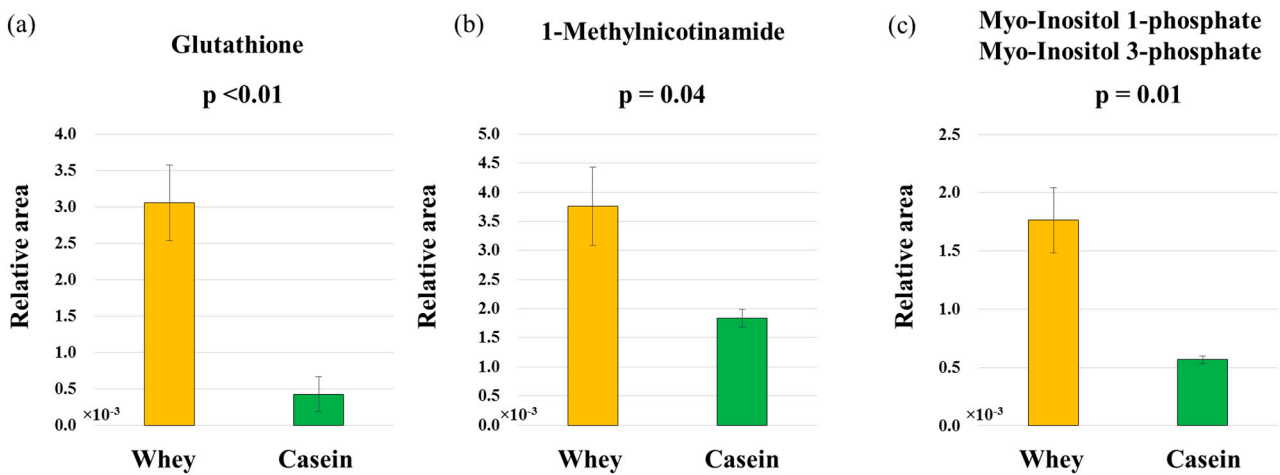 (a)
Glutathione
p <0.01
Relative area
4.0
3.5
3.0
2.5
2.0
1.5
1.0
0.5
0.0
×10⁻³
Whey Casein
(b)
1-Methylnicotinamide
p = 0.04
Relative area
5.0
4.5
4.0
3.5
3.0
2.5
2.0
1.5
1.0
0.5
0.0
×10⁻³
Whey Casein
(c)
Myo-Inositol 1-phosphate
Myo-Inositol 3-phosphate
p = 0.01
Relative area
2.5
2.0
1.5
1.0
0.5
0.0
×10⁻³
Whey Casein